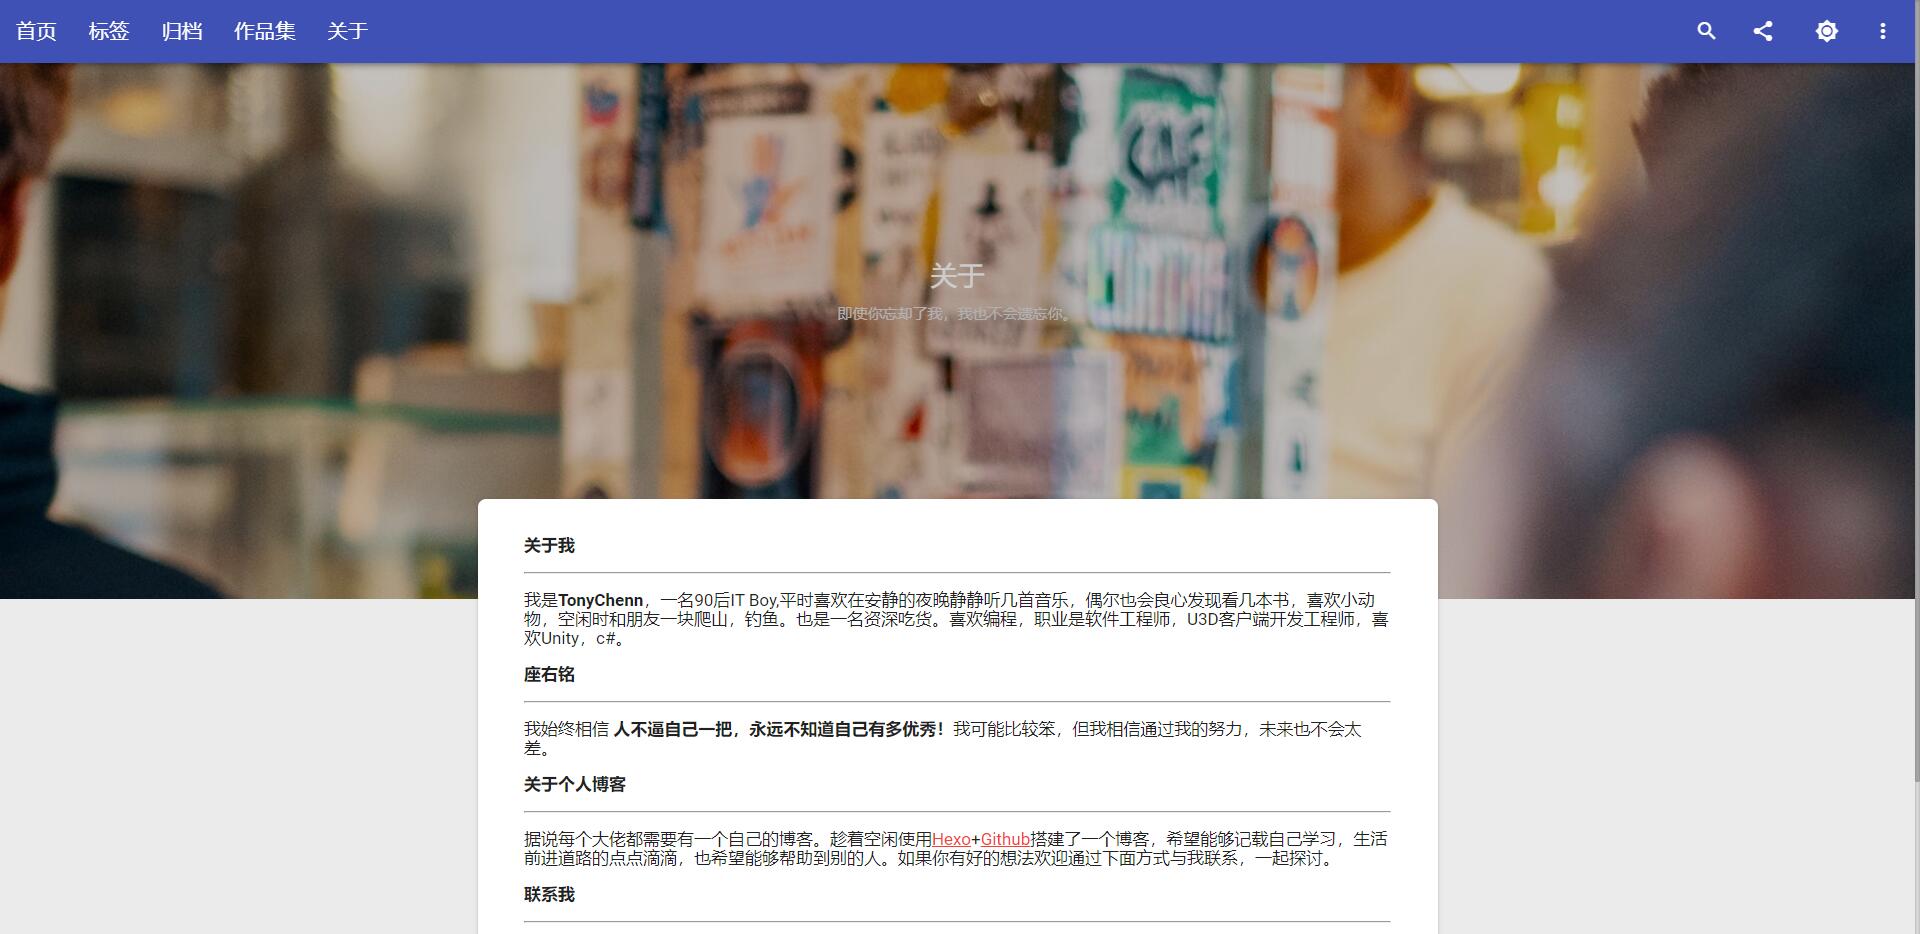 首页 标签 归档 作品集 关于
关于
即使你忘却了我，我也不会遗忘你。
关于我
我是TonyChenn，一名90后IT Boy,平时喜欢在安静的夜晚静静听几首音乐，偶尔也会良心发现看几本书，喜欢小动
物，空闲时和朋友一块爬山，钓鱼。也是一名资深吃货。喜欢编程，职业是软件工程师，U3D客户端开发工程师，喜
欢Unity，c#。
座右铭
我始终相信 人不逼自己一把，永远不知道自己有多优秀！我可能比较笨，但我相信通过我的努力，未来也不会太
差。
关于个人博客
据说每个大佬都需要有一个自己的博客。趁着空闲使用Hexo+Github搭建了一个博客，希望能够记载自己学习，生活
前进道路的点点滴滴，也希望能够帮助到别的人。如果你有好的想法欢迎通过下面方式与我联系，一起探讨。
联系我